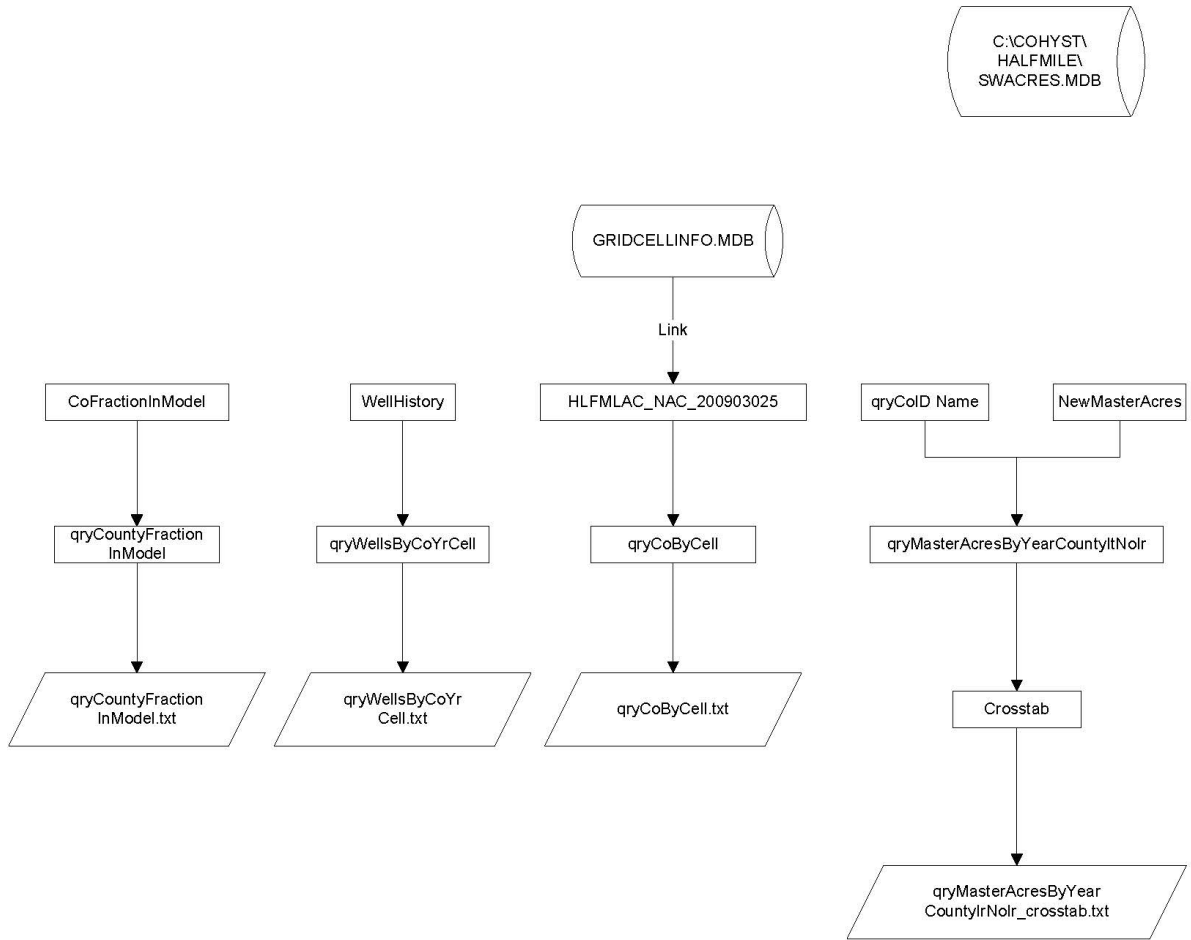 C:\COHYST\
HALFMILE\
SWACRES.MDB
GRIDCELLINFO.MDB
Link
CoFractionInModel
WellHistory
HLFMLAC_NAC_200903025
qryCoID Name
NewMasterAcres
qryCountyFraction
InModel
qryWellsByCoYrCell
qryCoByCell
qryMasterAcresByYearCountyItNoIr
qryCountyFraction
InModel.txt
qryWellsByCoYr
Cell.txt
qryCoByCell.txt
Crosstab
qryMasterAcresByYear
CountyIrNoIr_crosstab.txt